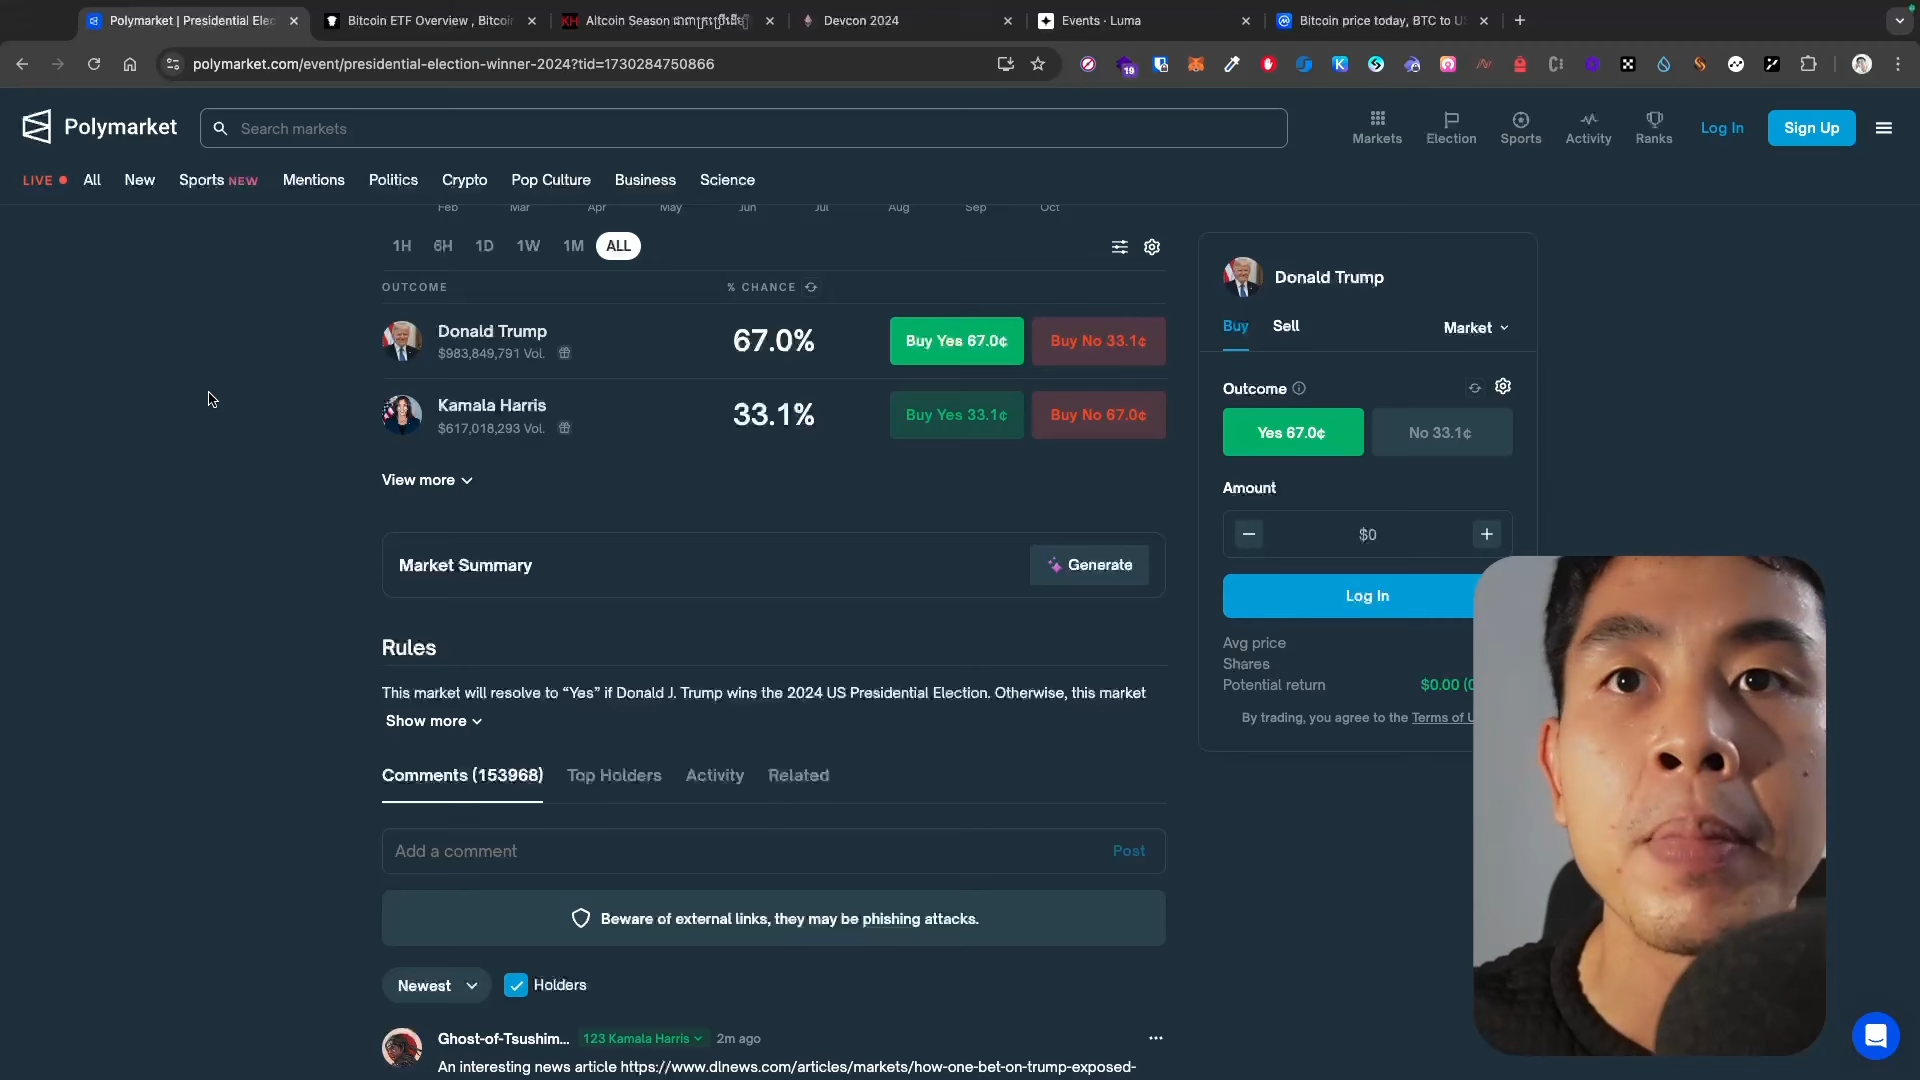 Polymarket | Presidential Elec
Bitcoin ETF Overview , Bitcoin
Altcoin Season
Devcon 2024
Events · Luma
Bitcoin price today, BTC to U
polymarket.com/event/presidential-election-winner-2024?tid=1730284750866
19
Polymarket
Search markets
Markets
Election
Sports
Activity
Ranks
Log In
Sign Up
LIVE
All
New
Sports NEW
Mentions
Politics
Crypto
Pop Culture
Business
Science
Feb Mar Apr May Jun Jul Aug Sep Oct
1H 6H 1D 1W 1M ALL
OUTCOME
% CHANCE
Donald Trump
$983,849,791 Vol.
67.0%
Buy Yes 67.0¢
Buy No 33.1¢
Kamala Harris
$617,018,293 Vol.
33.1%
Buy Yes 33.1¢
Buy No 67.0¢
View more
Market Summary
Generate
Rules
This market will resolve to “Yes” if Donald J. Trump wins the 2024 US Presidential Election. Otherwise, this market
Show more
Comments (153968)
Top Holders
Activity
Related
Add a comment
Post
Beware of external links, they may be phishing attacks.
Newest
Holders
Ghost-of-Tsushim...
123 Kamala Harris
2m ago
An interesting news article https://www.dlnews.com/articles/markets/how-one-bet-on-trump-exposed-
Donald Trump
Buy
Sell
Market
Outcome
Yes 67.0¢
No 33.1¢
Amount
$0
Log In
Avg price
Shares
Potential return
$0.00 (0
By trading, you agree to the Terms of U